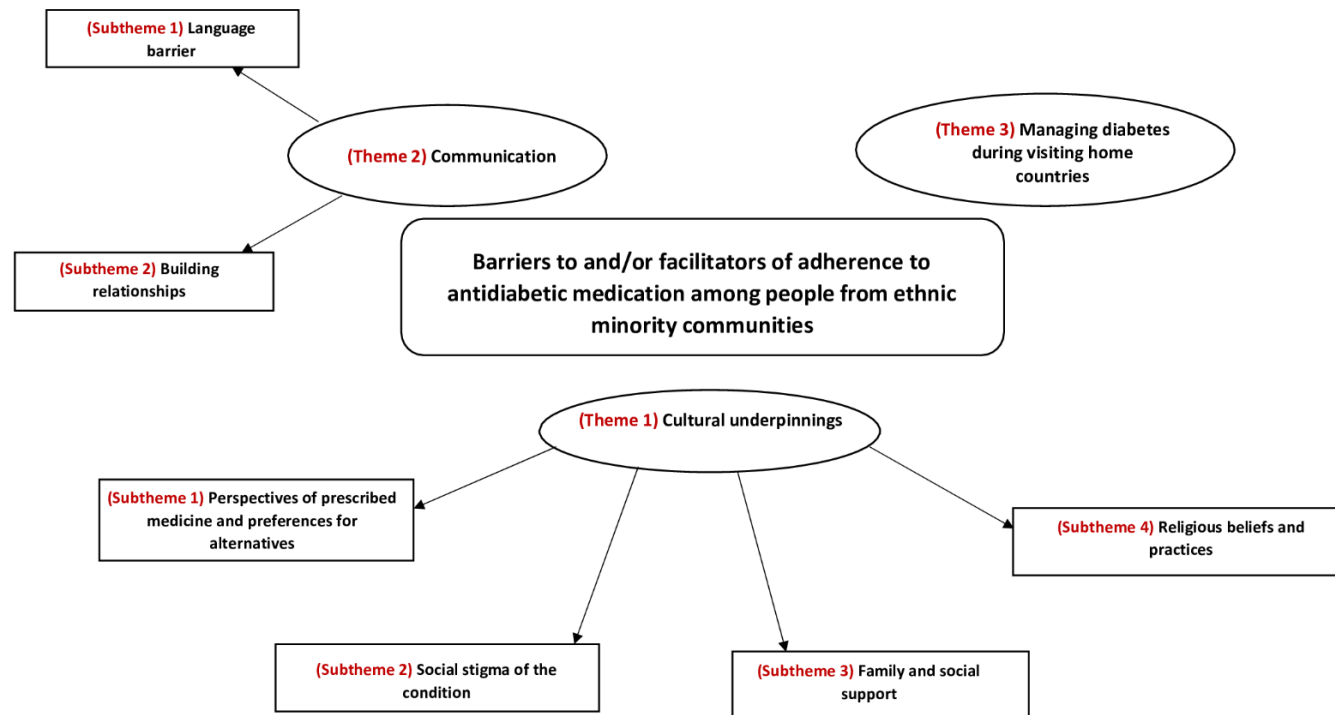 (Subtheme 1) Language
barrier
(Theme 2) Communication
(Theme 3) Managing diabetes
during visiting home
countries
(Subtheme 2) Building
relationships
Barriers to and/or facilitators of adherence to
antidiabetic medication among people from ethnic
minority communities
(Theme 1) Cultural underpinnings
(Subtheme 1) Perspectives of prescribed
medicine and preferences for
alternatives
(Subtheme 4) Religious beliefs and
practices
(Subtheme 2) Social stigma of the
condition
(Subtheme 3) Family and social
support